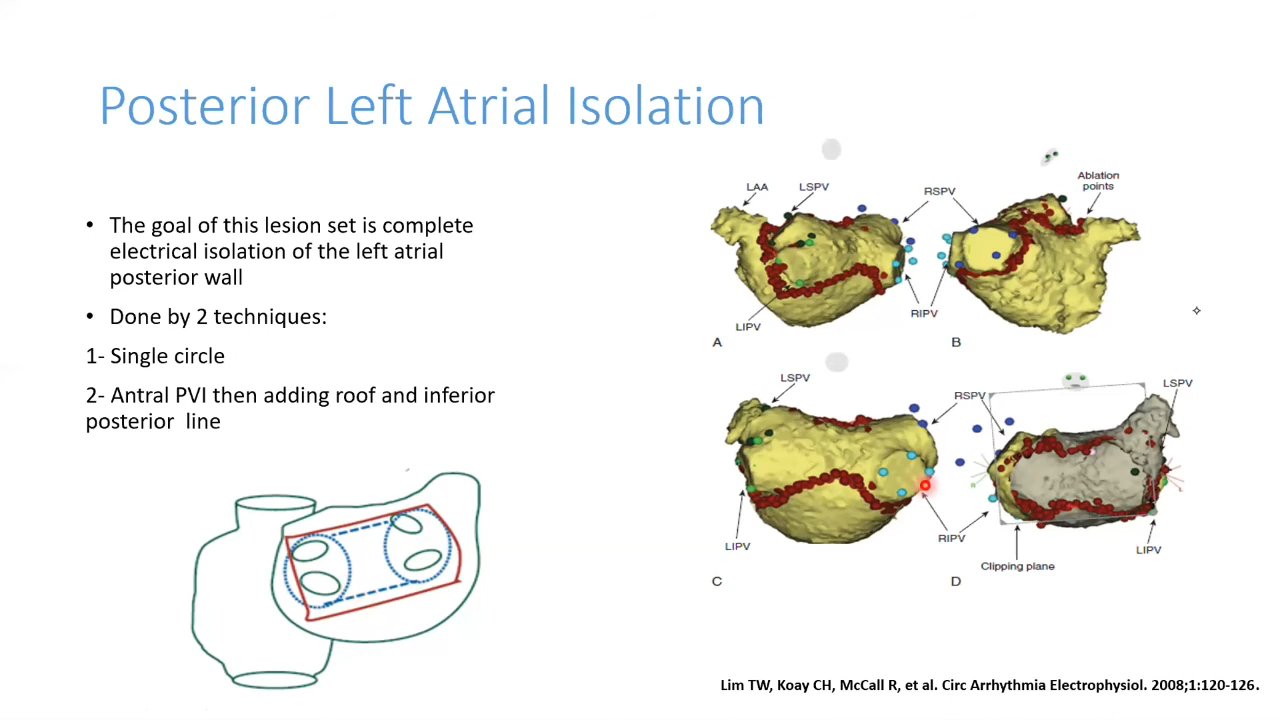 Posterior Left Atrial Isolation
• The goal of this lesion set is complete
electrical isolation of the left atrial
posterior wall
• Done by 2 techniques:
1- Single circle
2- Antral PVI then adding roof and inferior
posterior line
LAA
LSPV
RSPV
Ablation
points
LIPV
RIPV
A
B
LSPV
RSPV
LSPV
LIPV
RIPV
LIPV
Clipping plane
C
D
Lim TW, Koay CH, McCall R, et al. Circ Arrhythmia Electrophysiol. 2008;1:120-126.